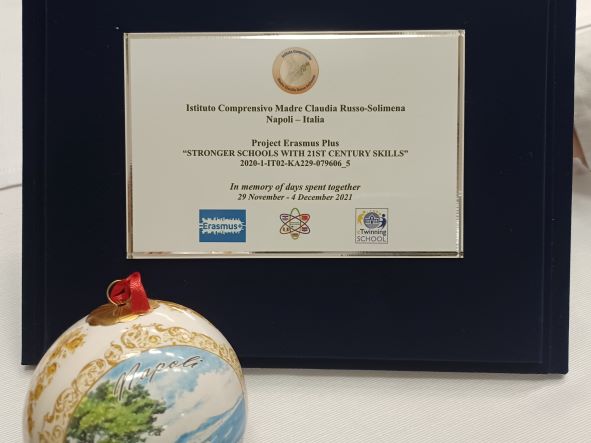 Istituto Comprensivo Madre Claudia Russo-Solimena
Napoli – Italia
Project Erasmus Plus
“STRONGER SCHOOLS WITH 21ST CENTURY SKILLS”
2020-1-IT02-KA229-079606_5
In memory of days spent together
29 November - 4 December 2021
Erasmus+
eTwinning
SCHOOL
Napoli